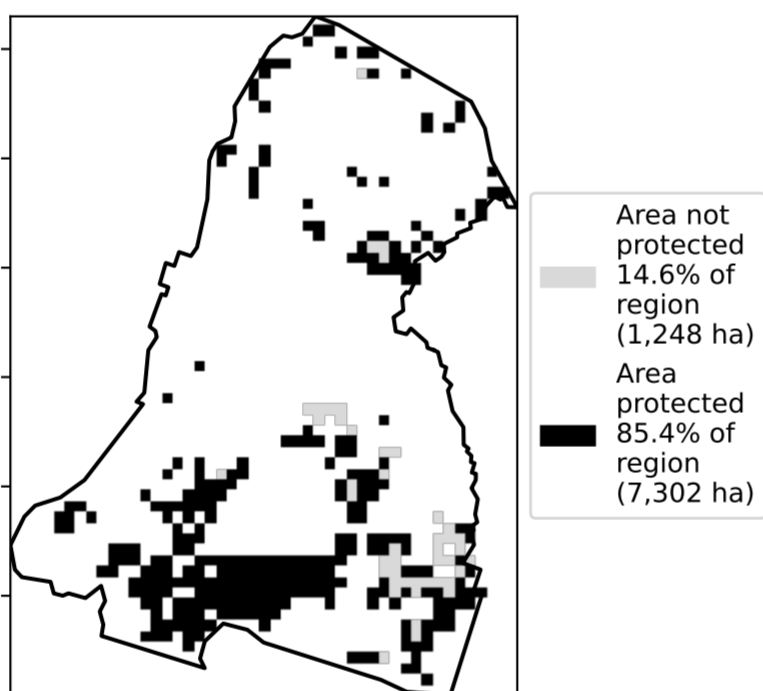 Area not
protected
14.6% of
region
(1,248 ha)
Area
protected
85.4% of
region
(7,302 ha)